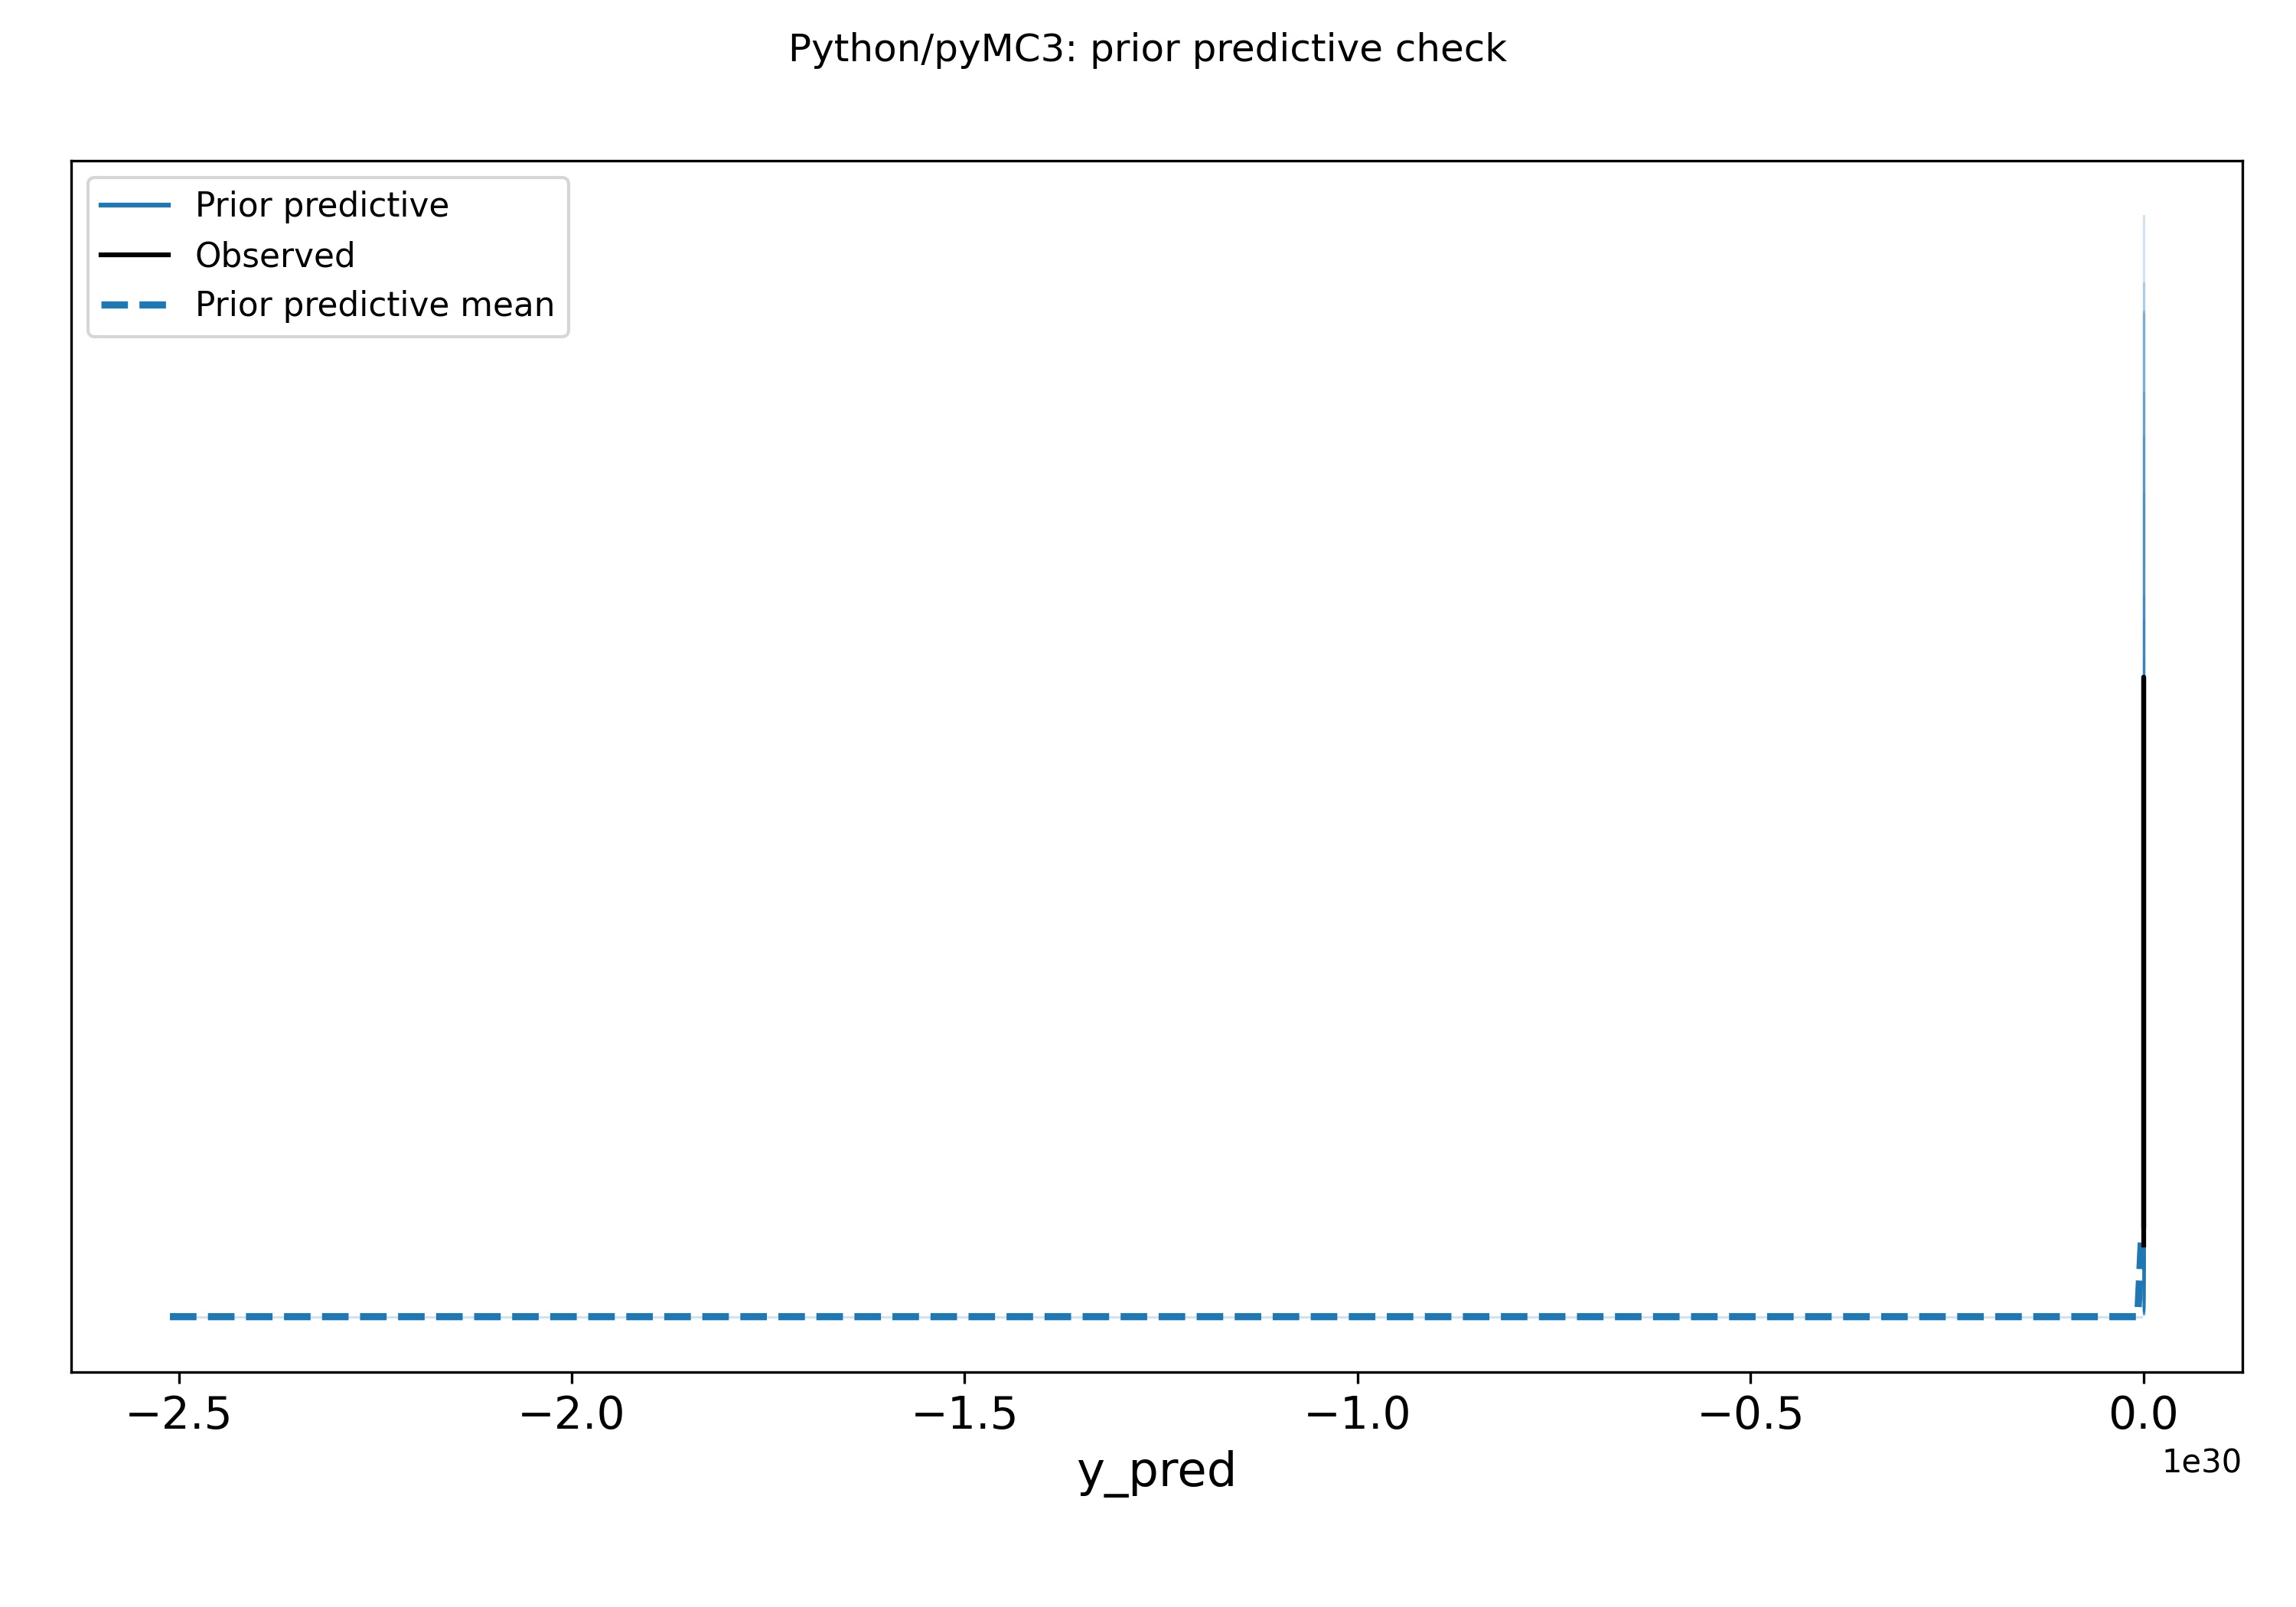 Python/pyMC3: prior predictive check
Prior predictive
Observed
Prior predictive mean
−2.5 −2.0 −1.5 −1.0 −0.5 0.0
1e30
y_pred